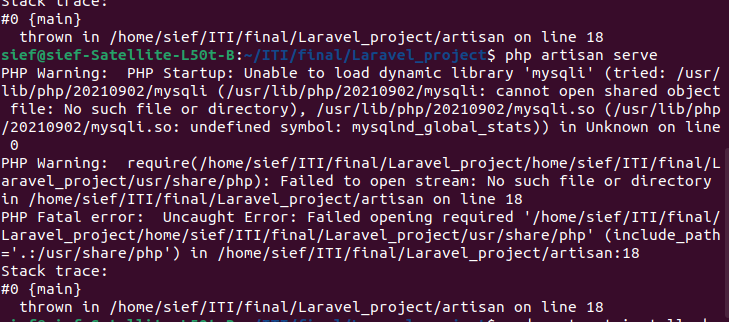 Stack trace:
#0 {main}
  thrown in /home/sief/ITI/final/Laravel_project/artisan on line 18
sief@sief-Satellite-L50t-B:~/ITI/final/Laravel_project$ php artisan serve
PHP Warning:  PHP Startup: Unable to load dynamic library 'mysqli' (tried: /usr/
lib/php/20210902/mysqli (/usr/lib/php/20210902/mysqli: cannot open shared object
 file: No such file or directory), /usr/lib/php/20210902/mysqli.so (/usr/lib/php
/20210902/mysqli.so: undefined symbol: mysqlnd_global_stats)) in Unknown on line
 0
PHP Warning:  require(/home/sief/ITI/final/Laravel_project/home/sief/ITI/final/L
aravel_project/usr/share/php): Failed to open stream: No such file or directory
in /home/sief/ITI/final/Laravel_project/artisan on line 18
PHP Fatal error:  Uncaught Error: Failed opening required '/home/sief/ITI/final/
Laravel_project/home/sief/ITI/final/Laravel_project/usr/share/php' (include_path
='.:/usr/share/php') in /home/sief/ITI/final/Laravel_project/artisan:18
Stack trace:
#0 {main}
  thrown in /home/sief/ITI/final/Laravel_project/artisan on line 18